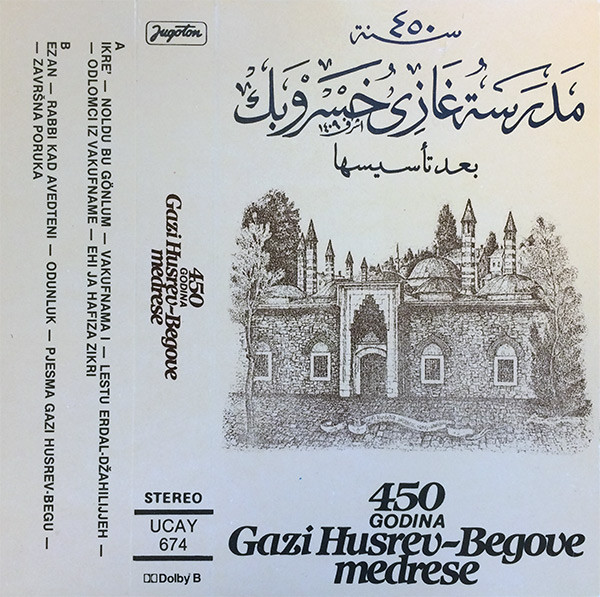 A
IKRE' — NOLDU BU GÖNLUM — VAKUFNAMA I — LESTU ERDAL-DŽAHILIJJEH —
— ODLOMCI IZ VAKUFNAME — EHI JA HAFIZA ZIKRI
B
EZAN — RABBI KAD AVEDTENI — ODUNLUK — PJESMA GAZI HUSREV-BEGU —
— ZAVRŠNA PORUKA
Jugoton
450
GODINA
Gazi Husrev-Begove
medrese
STEREO
UCAY
674
Dolby B
٤٥٠ سنة
مَدرسة غازي خسرو بك
بعد تأسيسها
450
GODINA
Gazi Husrev-Begove
medrese